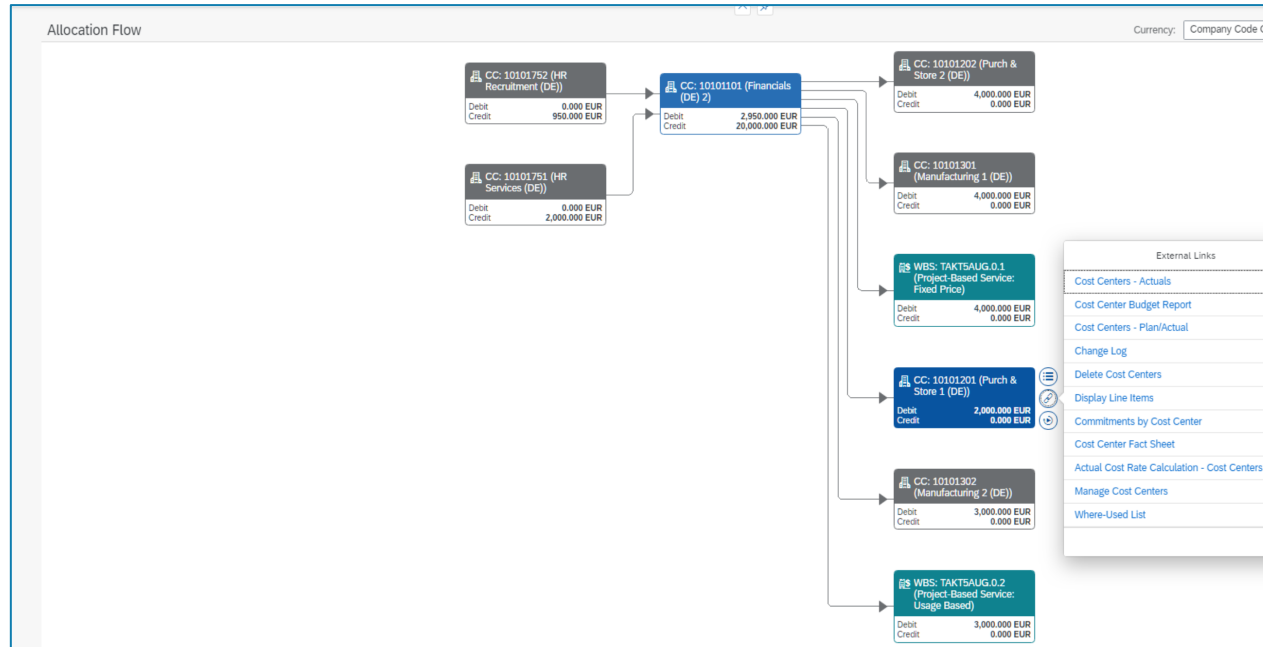 Allocation Flow
Currency:
Company Code
CC: 10101752 (HR
Recruitment (DE))
Debit 0.000 EUR
Credit 950.000 EUR
CC: 10101751 (HR
Services (DE))
Debit 0.000 EUR
Credit 2,000.000 EUR
CC: 10101101 (Financials
(DE) 2)
Debit 2,950.000 EUR
Credit 20,000.000 EUR
CC: 10101202 (Purch &
Store 2 (DE))
Debit 4,000.000 EUR
Credit 0.000 EUR
CC: 10101301
(Manufacturing 1 (DE))
Debit 4,000.000 EUR
Credit 0.000 EUR
WBS: TAKT5AUG.0.1
(Project-Based Service:
Fixed Price)
Debit 4,000.000 EUR
Credit 0.000 EUR
CC: 10101201 (Purch &
Store 1 (DE))
Debit 2,000.000 EUR
Credit 0.000 EUR
CC: 10101302
(Manufacturing 2 (DE))
Debit 3,000.000 EUR
Credit 0.000 EUR
WBS: TAKT5AUG.0.2
(Project-Based Service:
Usage Based)
Debit 3,000.000 EUR
Credit 0.000 EUR
External Links
Cost Centers - Actuals
Cost Center Budget Report
Cost Centers - Plan/Actual
Change Log
Delete Cost Centers
Display Line Items
Commitments by Cost Center
Cost Center Fact Sheet
Actual Cost Rate Calculation - Cost Centers
Manage Cost Centers
Where-Used List